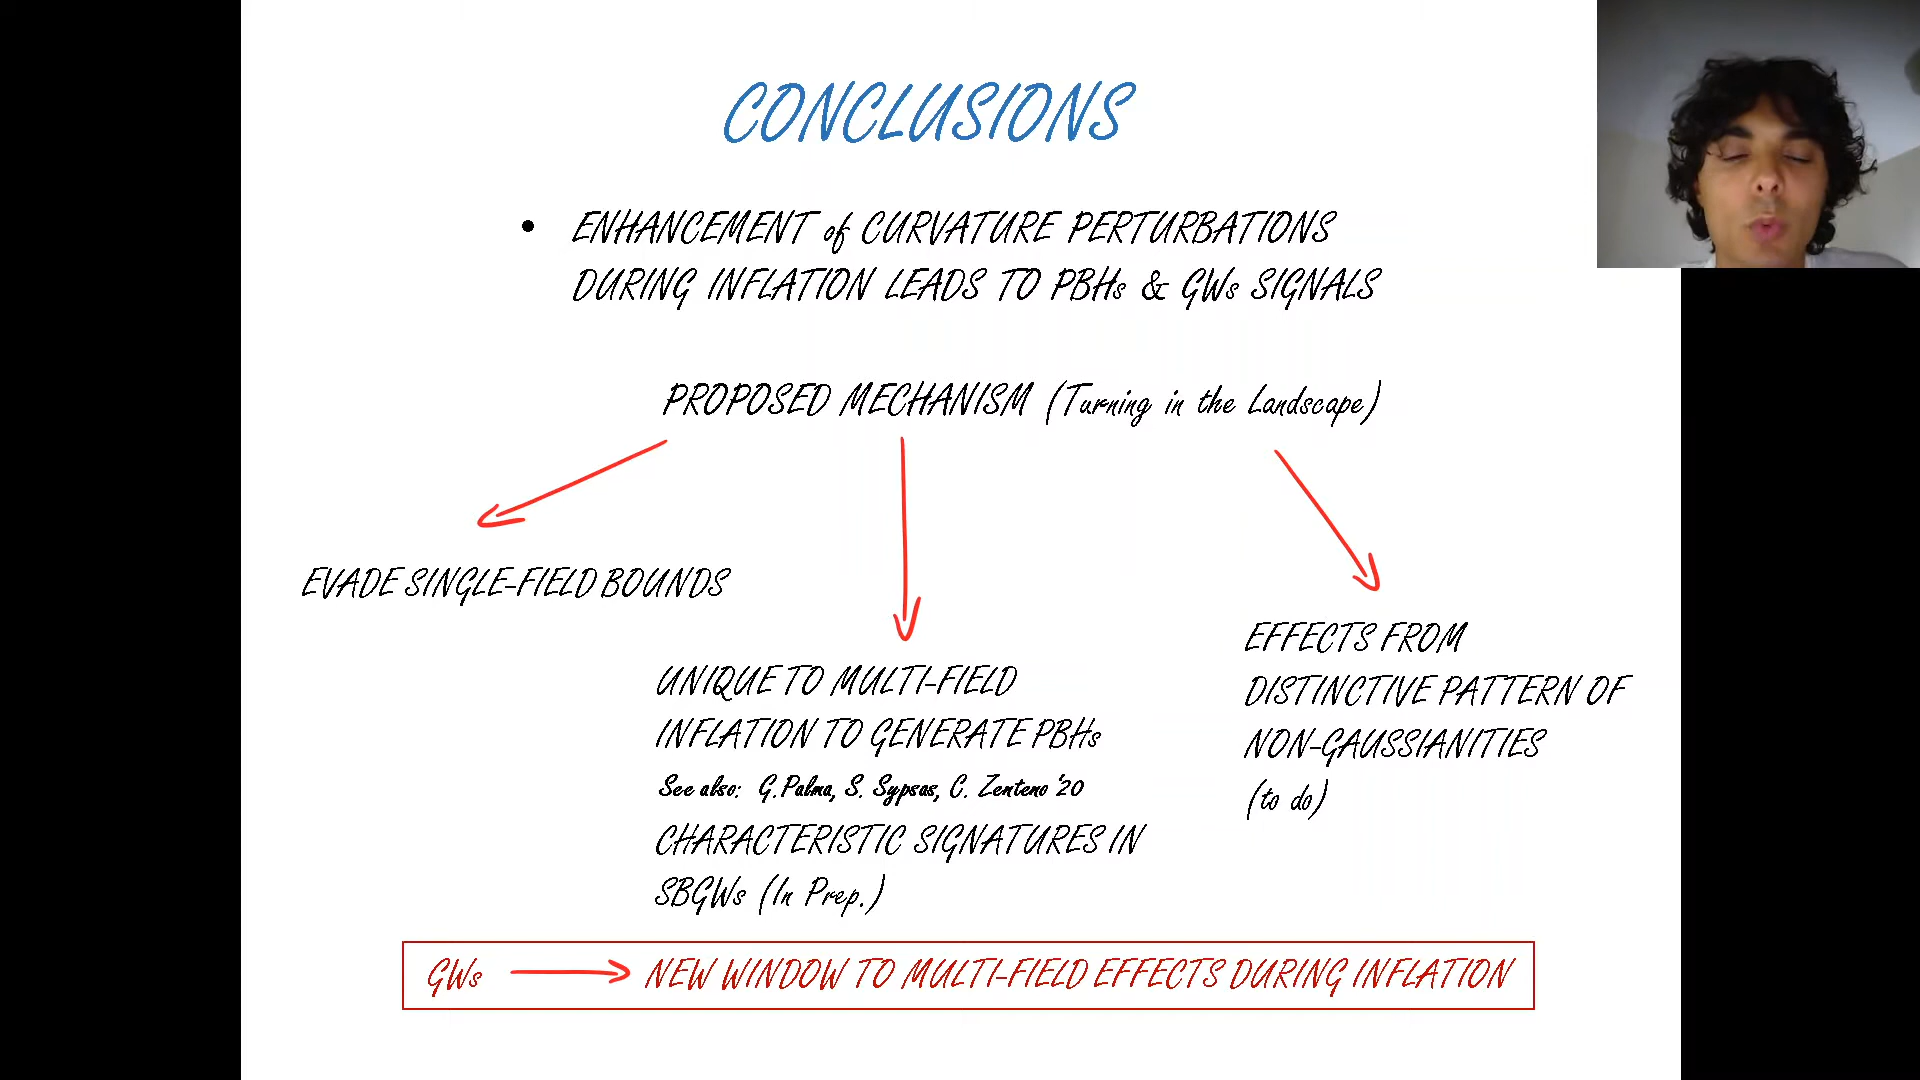 CONCLUSIONS
• ENHANCEMENT of CURVATURE PERTURBATIONS
DURING INFLATION LEADS TO PBHs & GWs SIGNALS
PROPOSED MECHANISM (Turning in the Landscape)
EVADE SINGLE-FIELD BOUNDS
UNIQUE TO MULTI-FIELD
INFLATION TO GENERATE PBHs
See also: G.Palma, S. Sypsas, C. Zenteno '20
CHARACTERISTIC SIGNATURES IN
SBGWs (In Prep.)
EFFECTS FROM
DISTINCTIVE PATTERN OF
NON-GAUSSIANITIES
(to do)
GWs → NEW WINDOW TO MULTI-FIELD EFFECTS DURING INFLATION